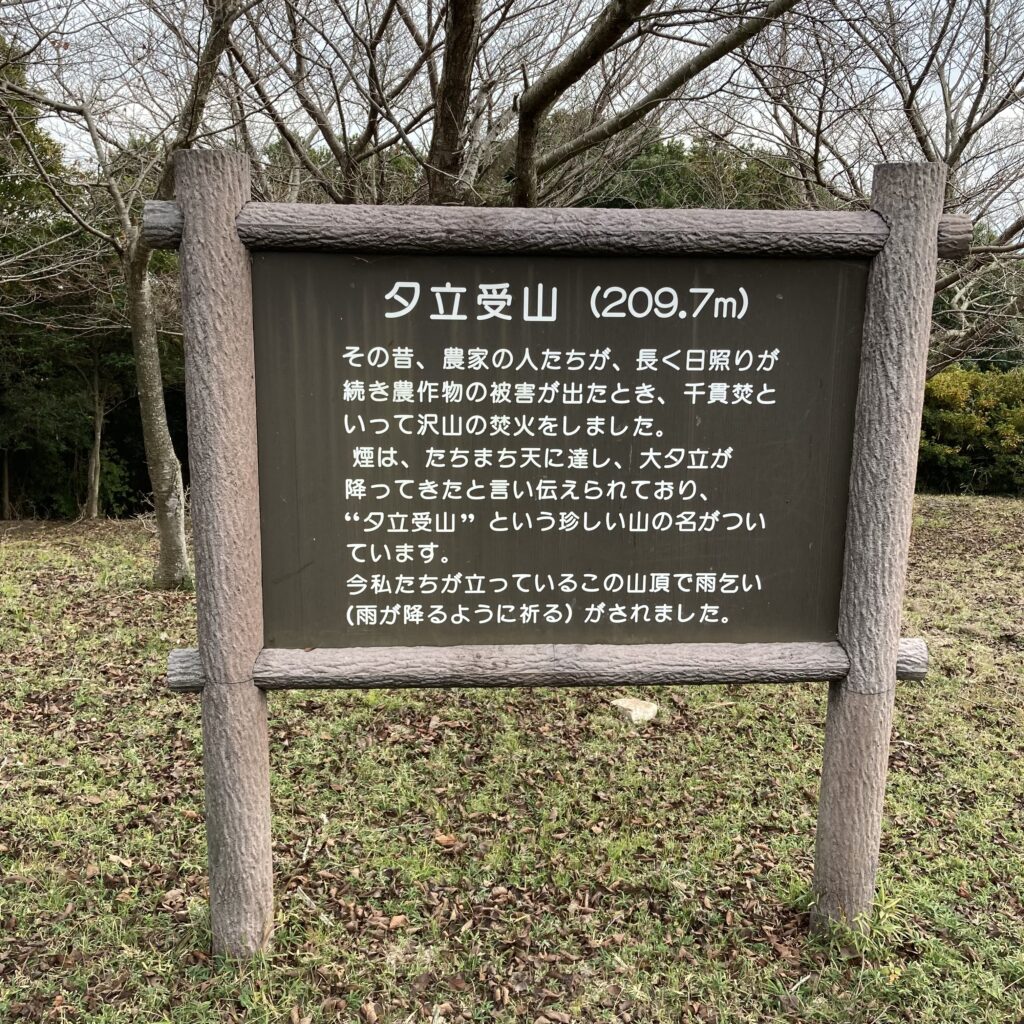 夕立受山 (209.7m)
その昔、農家の人たちが、長く日照りが
続き農作物の被害が出たとき、千貫焚と
いって沢山の焚火をしました。
煙は、たちまち天に達し、大夕立が
降ってきたと言い伝えられており、
“夕立受山”という珍しい山の名がつい
ています。
今私たちが立っているこの山頂で雨乞い
(雨が降るように祈る)がされました。